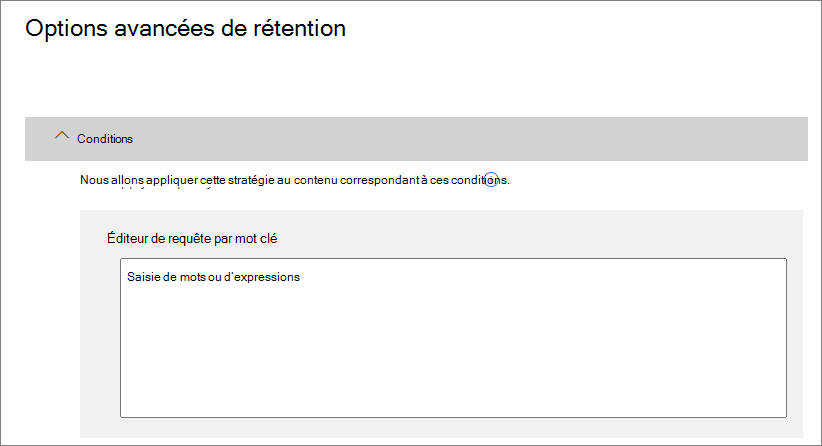 Options avancées de rétention
Conditions
Nous allons appliquer cette stratégie au contenu correspondant à ces conditions.
Éditeur de requête par mot clé
Saisie de mots ou d'expressions